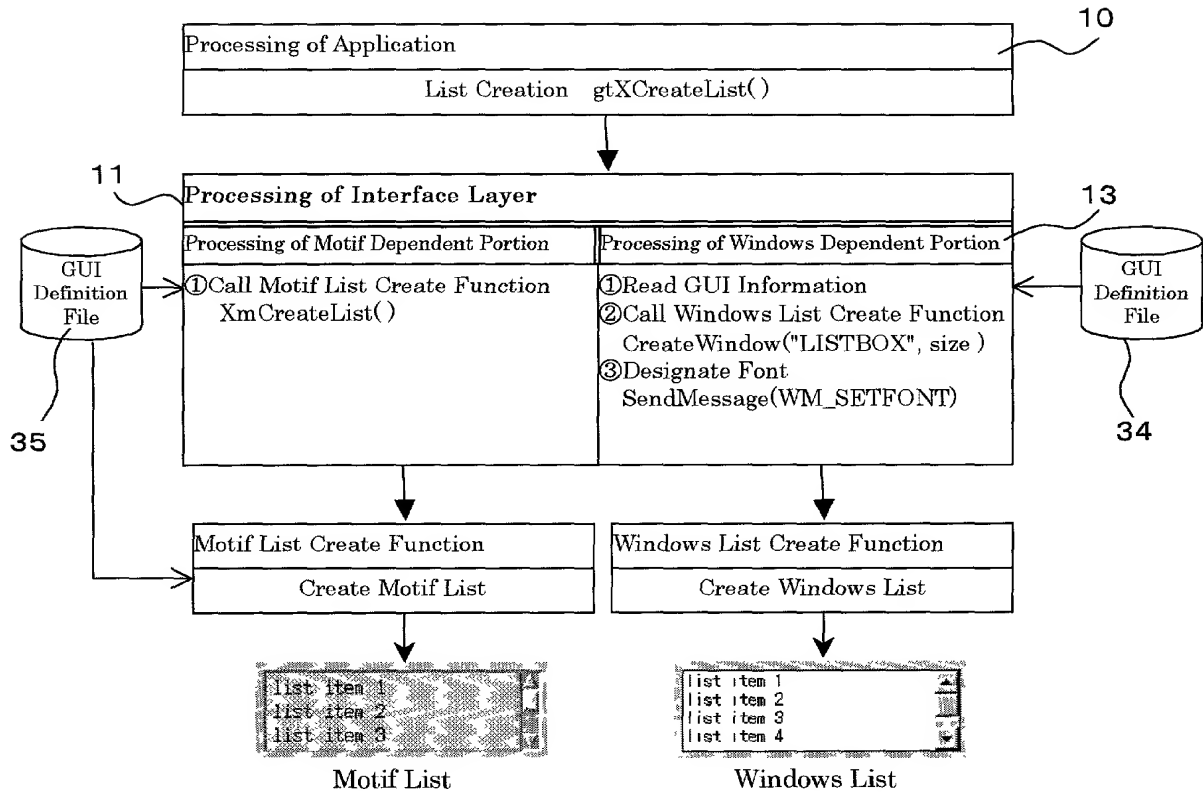 Processing of Application
10
List Creation gtXCreateList()
11
Processing of Interface Layer
13
Processing of Motif Dependent Portion
Processing of Windows Dependent Portion
GUI
Definition
File
35
①Call Motif List Create Function
XmCreateList()
①Read GUI Information
②Call Windows List Create Function
CreateWindow("LISTBOX", size )
③Designate Font
SendMessage(WM_SETFONT)
GUI
Definition
File
34
Motif List Create Function
Create Motif List
Windows List Create Function
Create Windows List
list item 1
list item 2
list item 3
list item 1
list item 2
list item 3
list item 4
Motif List
Windows List